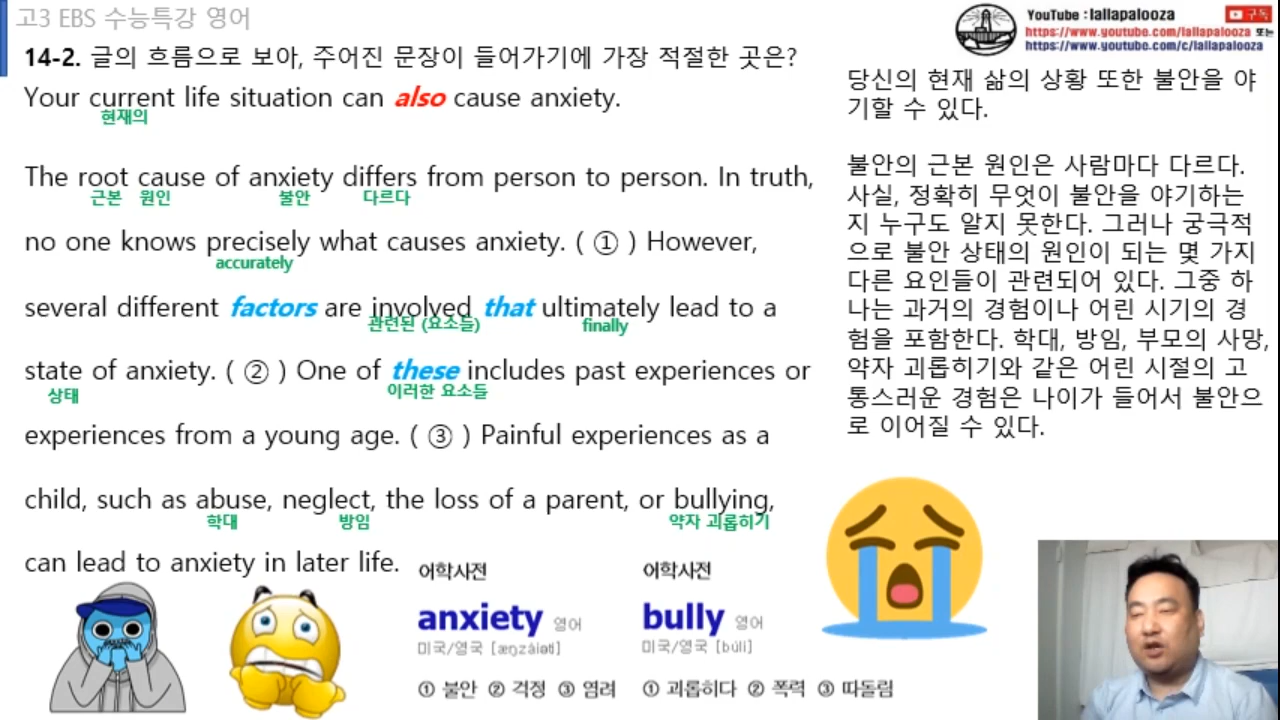 고3 EBS 수능특강 영어
YouTube : lallapalooza
구독
https://www.youtube.com/lallapalooza 또는
https://www.youtube.com/c/lallapalooza
14-2. 글의 흐름으로 보아, 주어진 문장이 들어가기에 가장 적절한 곳은?
Your current life situation can also cause anxiety.
현재의
The root cause of anxiety differs from person to person. In truth,
근본 원인 불안 다르다
no one knows precisely what causes anxiety. ( ① ) However,
accurately
several different factors are involved that ultimately lead to a
관련된 (요소들) finally
state of anxiety. ( ② ) One of these includes past experiences or
상태 이러한 요소들
experiences from a young age. ( ③ ) Painful experiences as a
child, such as abuse, neglect, the loss of a parent, or bullying,
학대 방임 약자 괴롭히기
can lead to anxiety in later life.
당신의 현재 삶의 상황 또한 불안을 야
기할 수 있다.
불안의 근본 원인은 사람마다 다르다.
사실, 정확히 무엇이 불안을 야기하는
지 누구도 알지 못한다. 그러나 궁극적
으로 불안 상태의 원인이 되는 몇 가지
다른 요인들이 관련되어 있다. 그중 하
나는 과거의 경험이나 어린 시기의 경
험을 포함한다. 학대, 방임, 부모의 사망,
약자 괴롭히기와 같은 어린 시절의 고
통스러운 경험은 나이가 들어서 불안으
로 이어질 수 있다.
어학사전
anxiety 영어
미국/영국 [æŋzáiəti]
① 불안 ② 걱정 ③ 염려
어학사전
bully 영어
미국/영국 [búli]
① 괴롭히다 ② 폭력 ③ 따돌림